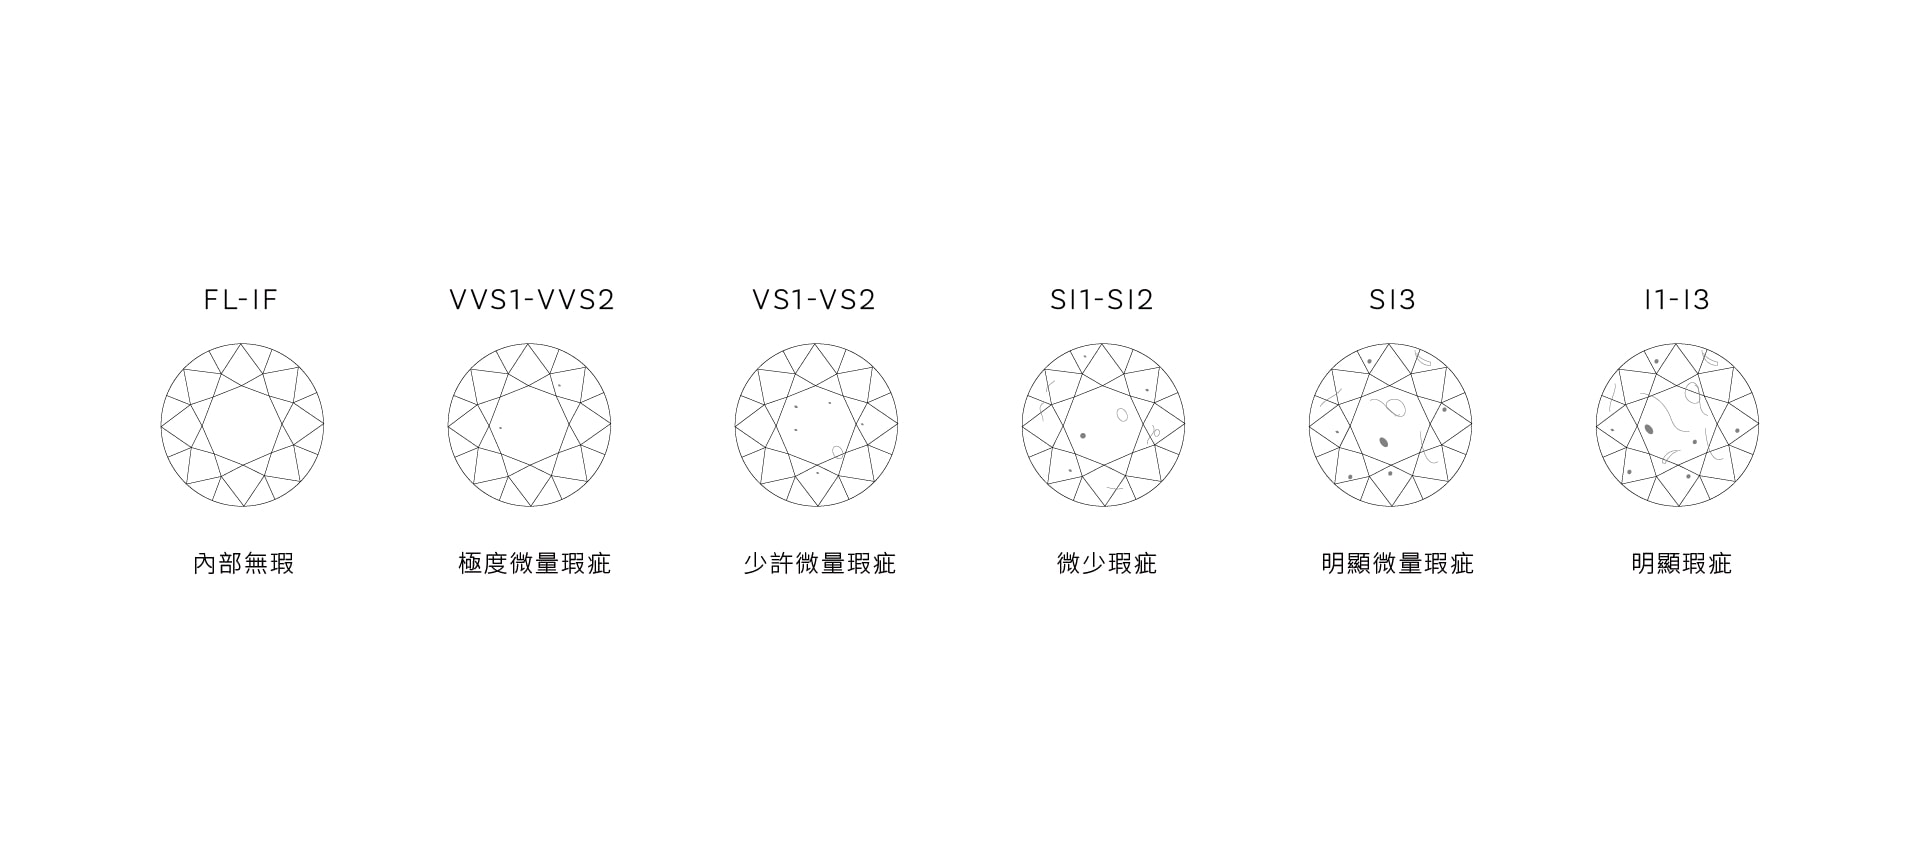 FL-IF
VVS1-VVS2
VS1-VS2
SI1-SI2
SI3
I1-I3
內部無瑕
極度微量瑕疵
少許微量瑕疵
微少瑕疵
明顯微量瑕疵
明顯瑕疵